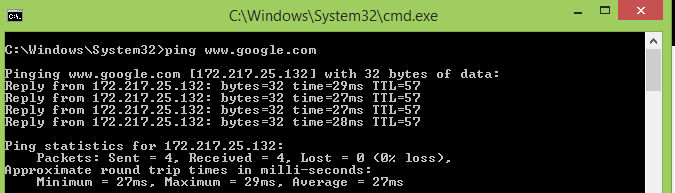 C:\Windows\System32\cmd.exe
C:\Windows\System32>ping www.google.com
Pinging www.google.com [172.217.25.132] with 32 bytes of data:
Reply from 172.217.25.132: bytes=32 time=29ms TTL=57
Reply from 172.217.25.132: bytes=32 time=27ms TTL=57
Reply from 172.217.25.132: bytes=32 time=27ms TTL=57
Reply from 172.217.25.132: bytes=32 time=28ms TTL=57
Ping statistics for 172.217.25.132:
Packets: Sent = 4, Received = 4, Lost = 0 (0% loss),
Approximate round trip times in milli-seconds:
Minimum = 27ms, Maximum = 29ms, Average = 27ms